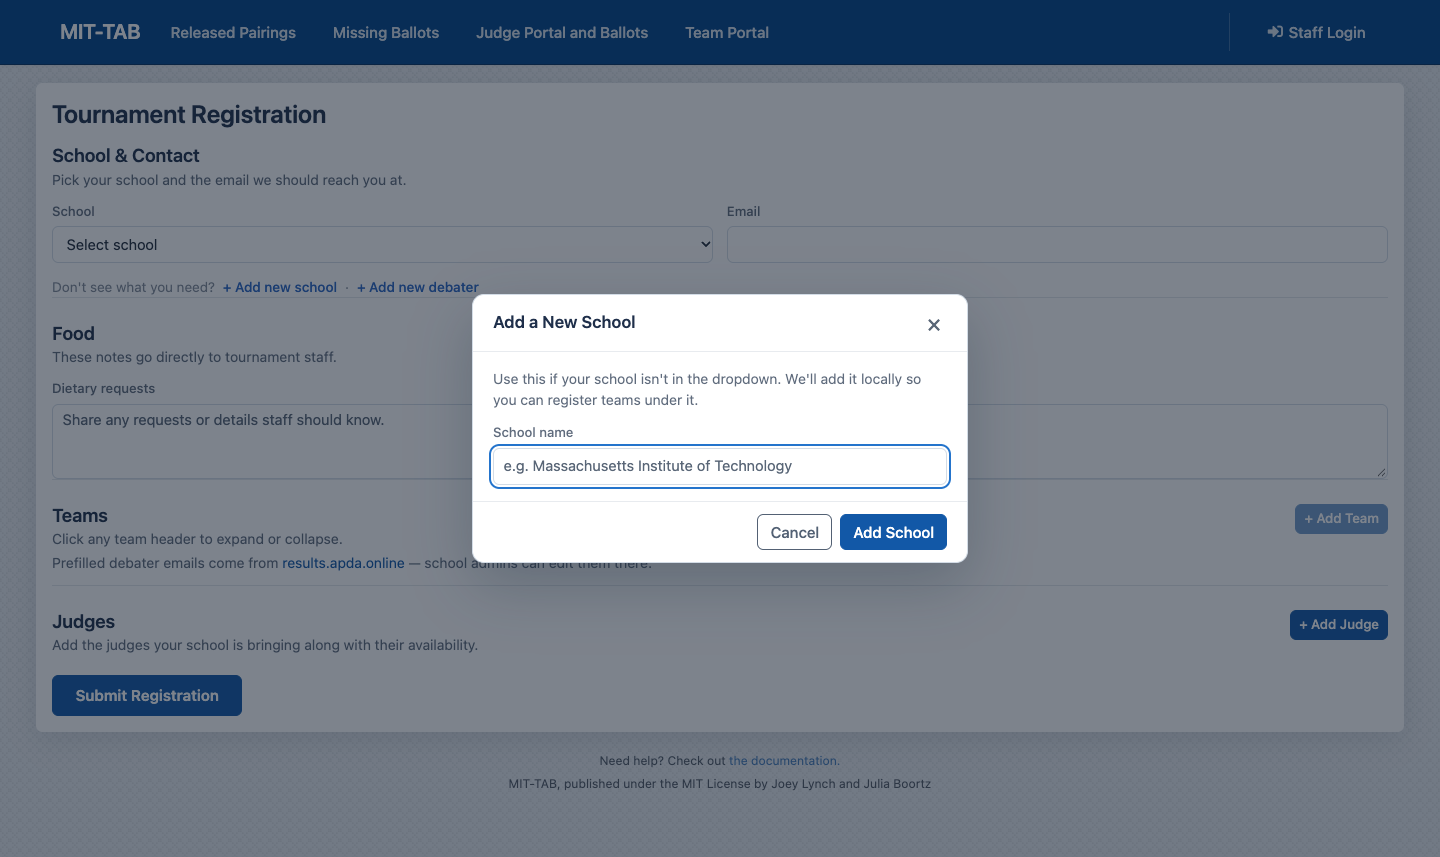 MIT-TAB
Released Pairings
Missing Ballots
Judge Portal and Ballots
Team Portal
Staff Login
Tournament Registration
School & Contact
Pick your school and the email we should reach you at.
School
Email
Select school
Don't see what you need? + Add new school · + Add new debater
Add a New School
×
Use this if your school isn't in the dropdown. We'll add it locally so
you can register teams under it.
School name
e.g. Massachusetts Institute of Technology
Cancel
Add School
Food
These notes go directly to tournament staff.
Dietary requests
Share any requests or details staff should know.
Teams
+ Add Team
Click any team header to expand or collapse.
Prefilled debater emails come from results.apda.online — school admins can edit them there.
Judges
+ Add Judge
Add the judges your school is bringing along with their availability.
Submit Registration
Need help? Check out the documentation.
MIT-TAB, published under the MIT License by Joey Lynch and Julia Boortz